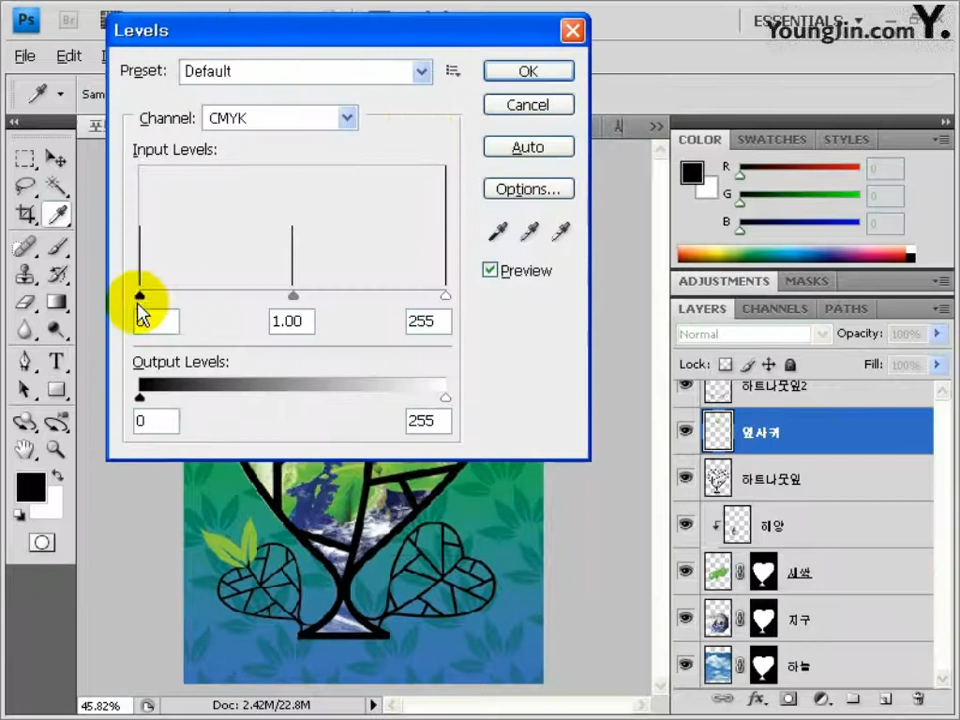 Levels
Ps
Br
ESSENTIALS
YoungJin.com Y.
File Edit
Preset: Default
OK
Cancel
Auto
Options...
Preview
Channel: CMYK
Input Levels:
1.00
255
Output Levels:
0
255
COLOR SWATCHES STYLES
R 0
G 0
B 0
ADJUSTMENTS MASKS
LAYERS CHANNELS PATHS
Normal Opacity: 100%
Lock: Fill: 100%
하트나뭇잎2
잎사귀
하트나뭇잎
해양
새싹
지구
하늘
T
45.82% Doc: 2.42M/22.8M
fx